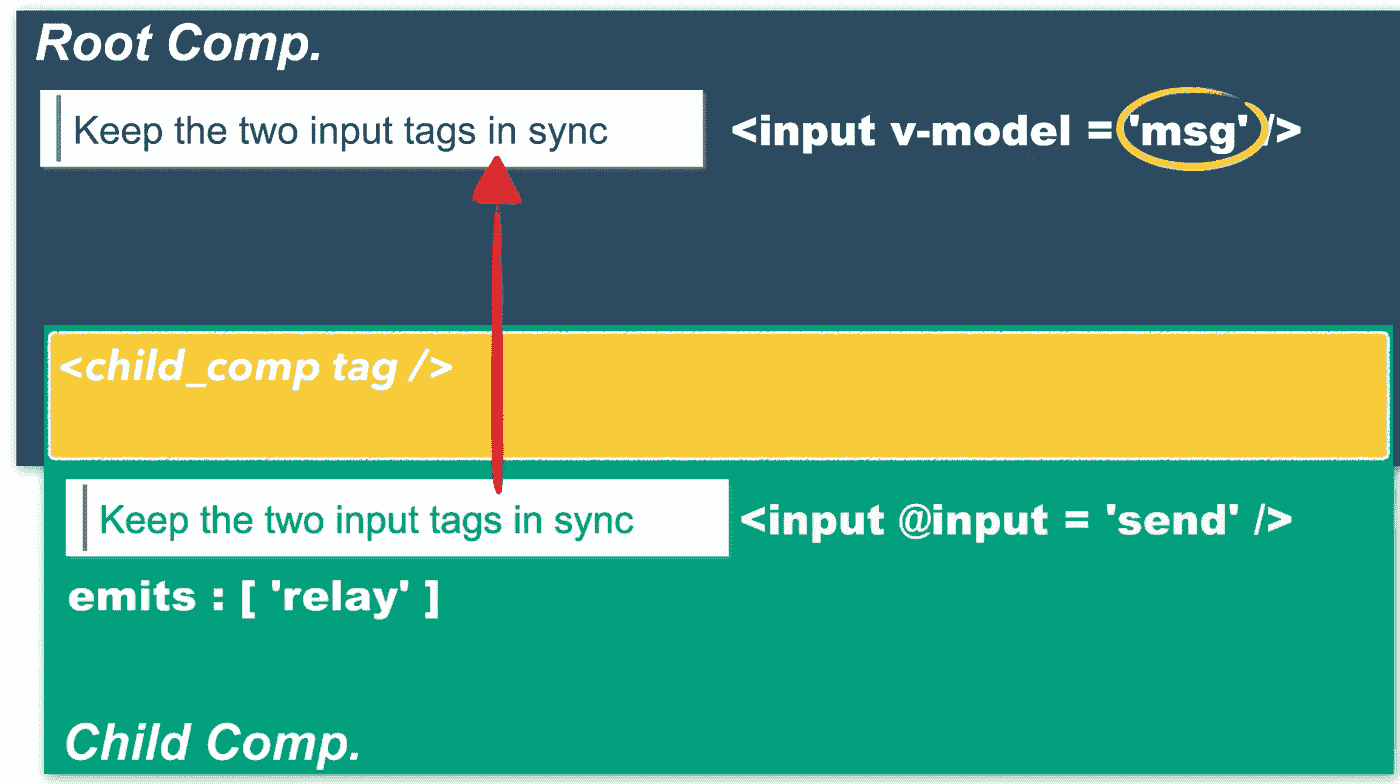 Root Comp.
Keep the two input tags in sync
<input v-model = 'msg' />
<child_comp tag />
Keep the two input tags in sync
<input @input = 'send' />
emits : [ 'relay' ]
Child Comp.